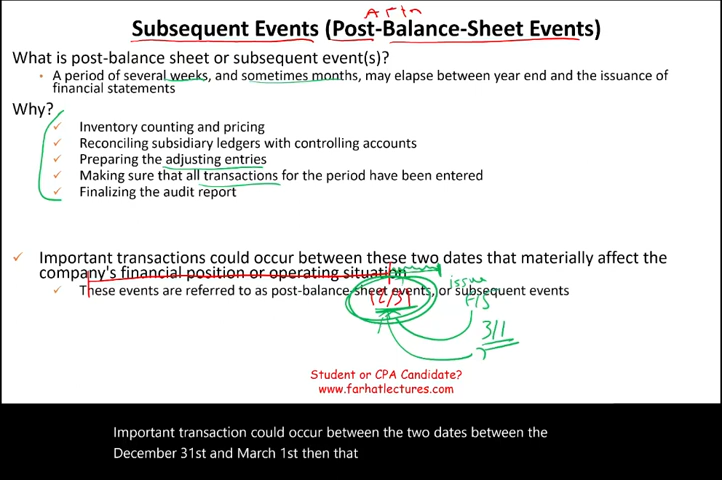 After
Subsequent Events (Post-Balance-Sheet Events)
What is post-balance sheet or subsequent event(s)?
• A period of several weeks, and sometimes months, may elapse between year end and the issuance of
financial statements
Why?
✓ Inventory counting and pricing
✓ Reconciling subsidiary ledgers with controlling accounts
✓ Preparing the adjusting entries
✓ Making sure that all transactions for the period have been entered
✓ Finalizing the audit report
✓ Important transactions could occur between these two dates that materially affect the
company's financial position or operating situation
✓ These events are referred to as post-balance sheet events, or subsequent events
issue
F/S
12/31
3/1
Student or CPA Candidate?
www.farhatlectures.com
Important transaction could occur between the two dates between the
December 31st and March 1st then that